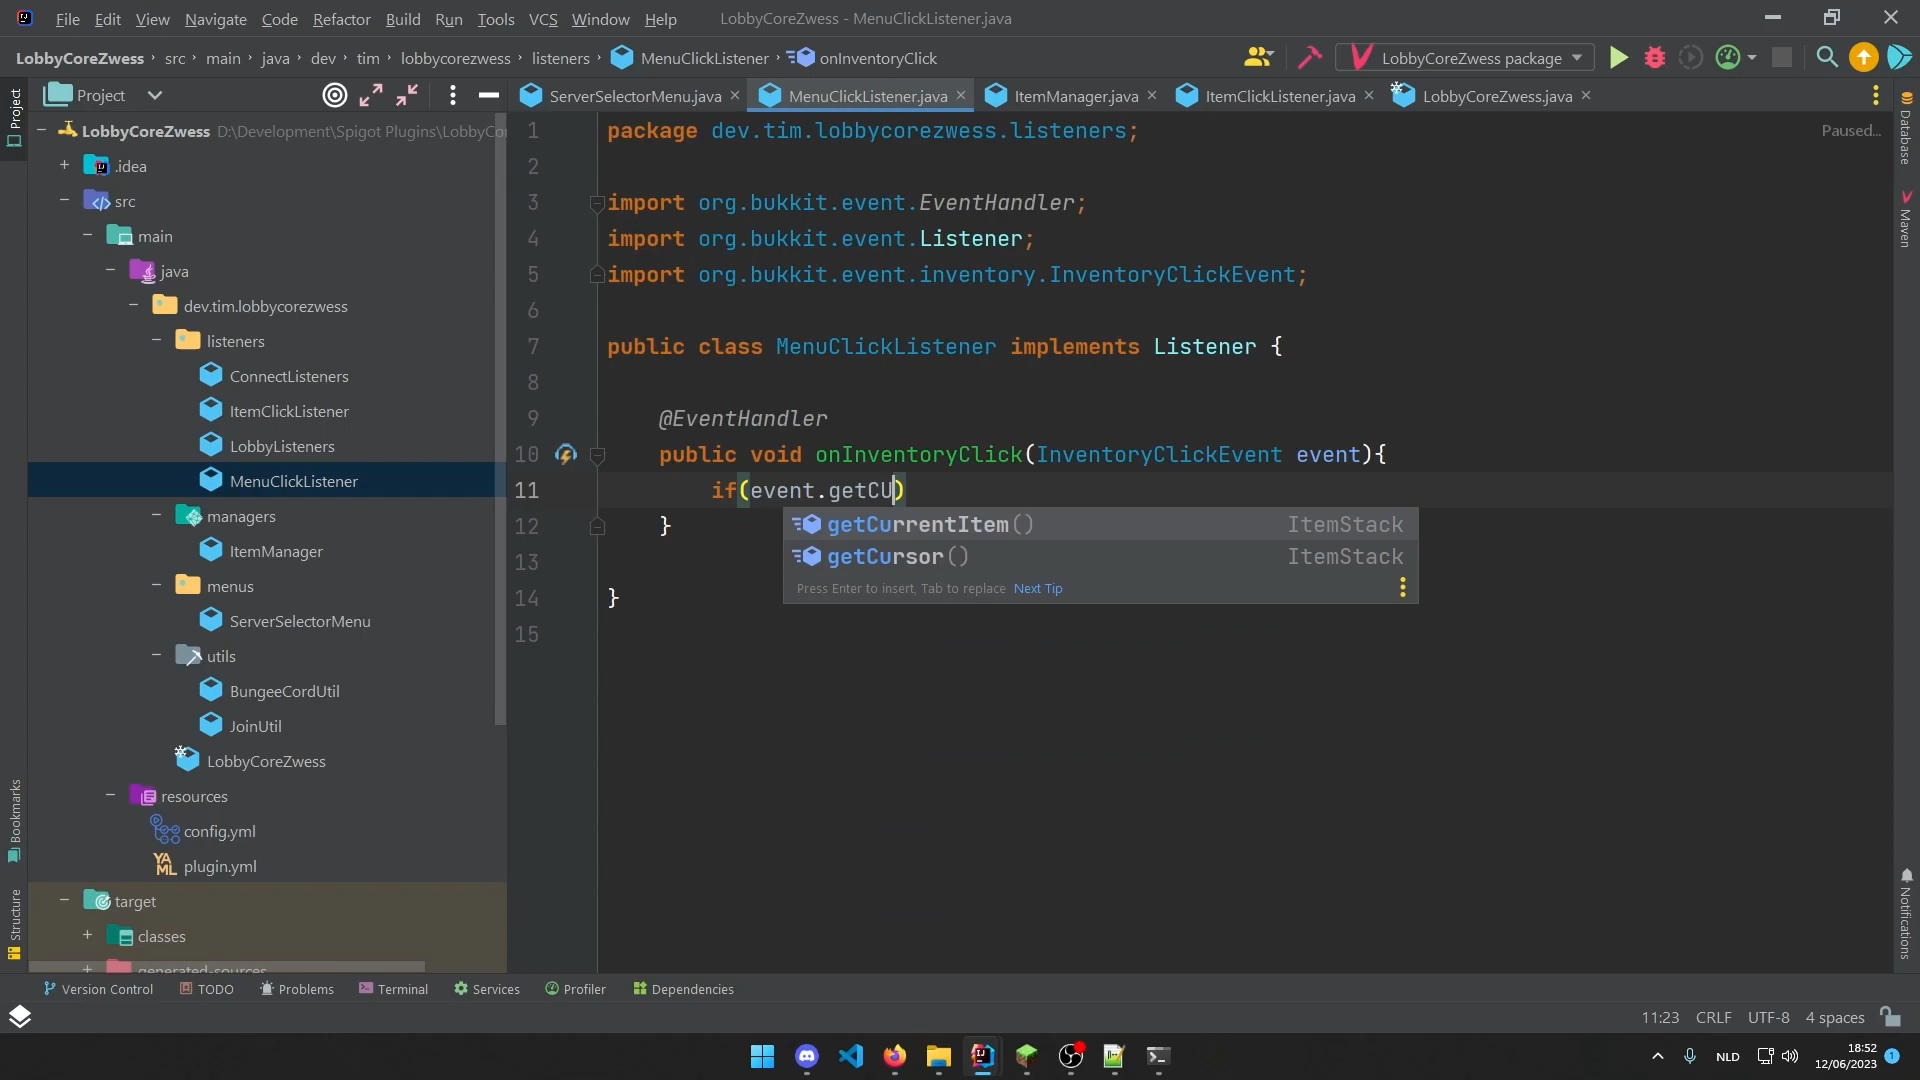 File Edit View Navigate Code Refactor Build Run Tools VCS Window Help LobbyCoreZwess - MenuClickListener.java
LobbyCoreZwess src main java dev tim lobbycorezwess listeners MenuClickListener onInventoryClick LobbyCoreZwess package
Project
Project
ServerSelectorMenu.java MenuClickListener.java ItemManager.java ItemClickListener.java LobbyCoreZwess.java
LobbyCoreZwess D:\Development\Spigot Plugins\LobbyCor
.idea
src
main
java
dev.tim.lobbycorezwess
listeners
ConnectListeners
ItemClickListener
LobbyListeners
MenuClickListener
managers
ItemManager
menus
ServerSelectorMenu
utils
BungeeCordUtil
JoinUtil
LobbyCoreZwess
resources
config.yml
YAML plugin.yml
target
classes
generated-sources
Bookmarks
Structure
1 package dev.tim.lobbycorezwess.listeners;
2
3 import org.bukkit.event.EventHandler;
4 import org.bukkit.event.Listener;
5 import org.bukkit.event.inventory.InventoryClickEvent;
6
7 public class MenuClickListener implements Listener {
8
9 @EventHandler
10 public void onInventoryClick(InventoryClickEvent event){
11 if(event.getCU)
12 }
13
14 }
15
getCurrentItem() ItemStack
getCursor() ItemStack
Press Enter to insert, Tab to replace Next Tip
Paused...
Database
Maven
Notifications
Version Control TODO Problems Terminal Services Profiler Dependencies
11:23 CRLF UTF-8 4 spaces
NLD 18:52
12/06/2023 1